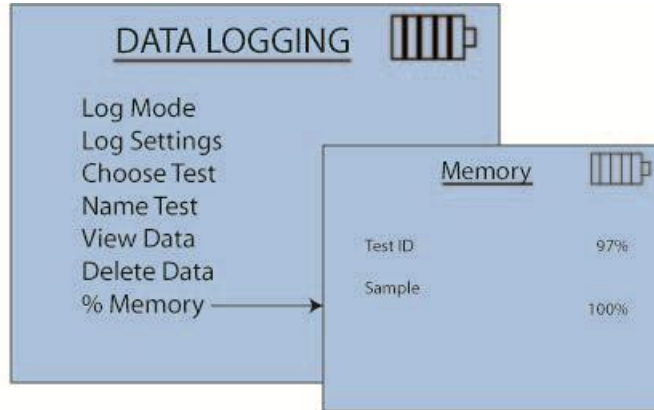 DATA LOGGING
Log Mode
Log Settings
Choose Test
Name Test
View Data
Delete Data
% Memory
Memory
Test ID 97%
Sample
100%